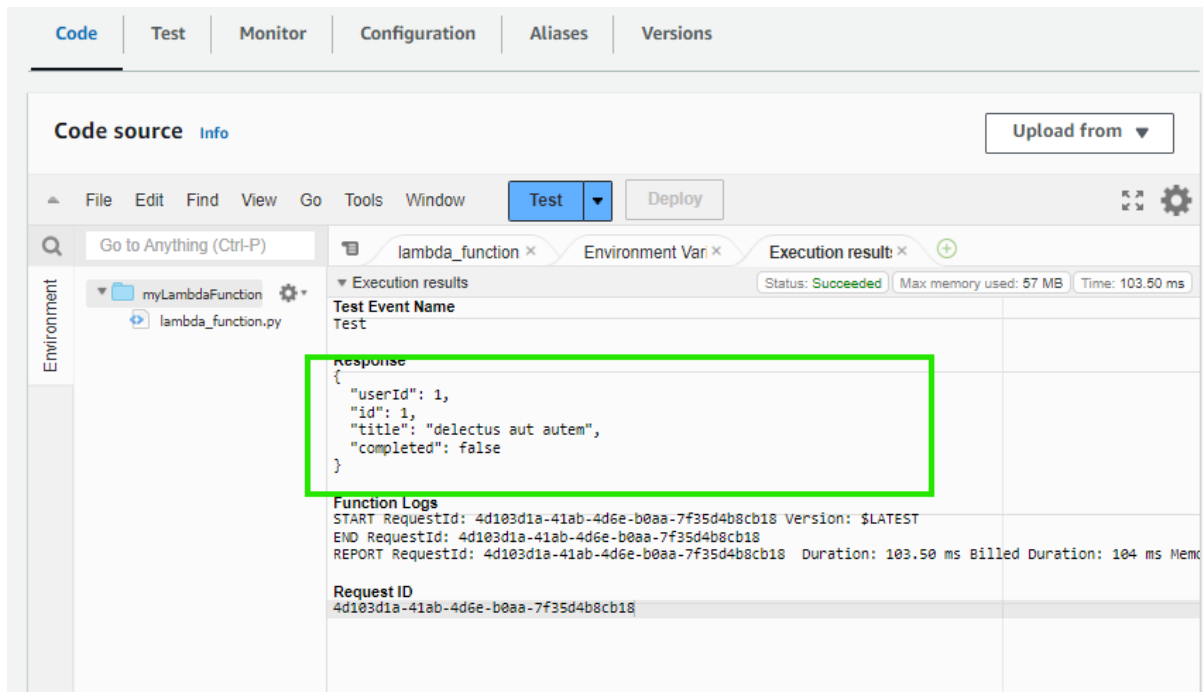 Code Test Monitor Configuration Aliases Versions
Code source Info
Upload from
File Edit Find View Go Tools Window Test Deploy
Go to Anything (Ctrl-P)
lambda_function × Environment Vari × Execution results ×
Environment
myLambdaFunction
lambda_function.py
Execution results
Status: Succeeded Max memory used: 57 MB Time: 103.50 ms
Test Event Name
Test
Response
{
"userId": 1,
"id": 1,
"title": "delectus aut autem",
"completed": false
}
Function Logs
START RequestId: 4d103d1a-41ab-4d6e-b0aa-7f35d4b8cb18 Version: $LATEST
END RequestId: 4d103d1a-41ab-4d6e-b0aa-7f35d4b8cb18
REPORT RequestId: 4d103d1a-41ab-4d6e-b0aa-7f35d4b8cb18 Duration: 103.50 ms Billed Duration: 104 ms Memo
Request ID
4d103d1a-41ab-4d6e-b0aa-7f35d4b8cb18